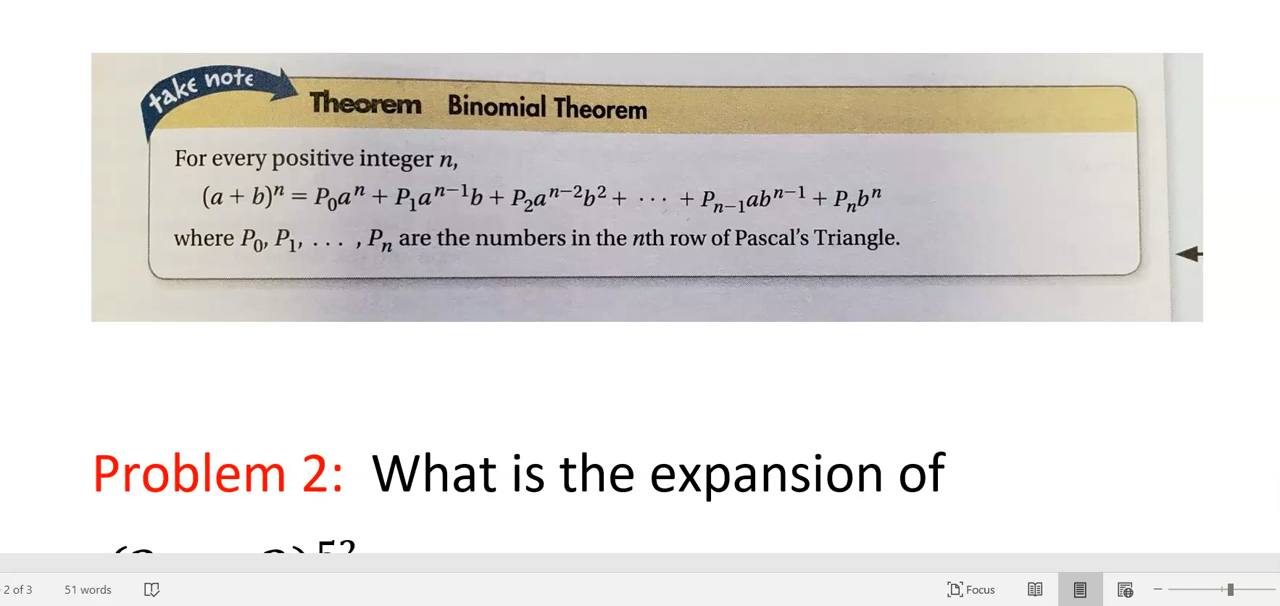 take note
Theorem Binomial Theorem
For every positive integer n,
(a + b)ⁿ = P₀aⁿ + P₁aⁿ⁻¹b + P₂aⁿ⁻²b² + ··· + Pₙ₋₁abⁿ⁻¹ + Pₙbⁿ
where P₀, P₁, . . . , Pₙ are the numbers in the nth row of Pascal's Triangle.
Problem 2: What is the expansion of
2 of 3 51 words Focus